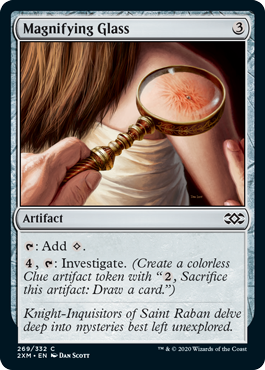 Magnifying Glass 3
Artifact
: Add .
4, : Investigate. (Create a colorless
Clue artifact token with “2, Sacrifice
this artifact: Draw a card.”)
Knight-Inquisitors of Saint Raban delve
deep into mysteries best left unexplored.
269/332 C
2XM • EN DAN SCOTT
™ & © 2020 Wizards of the Coast